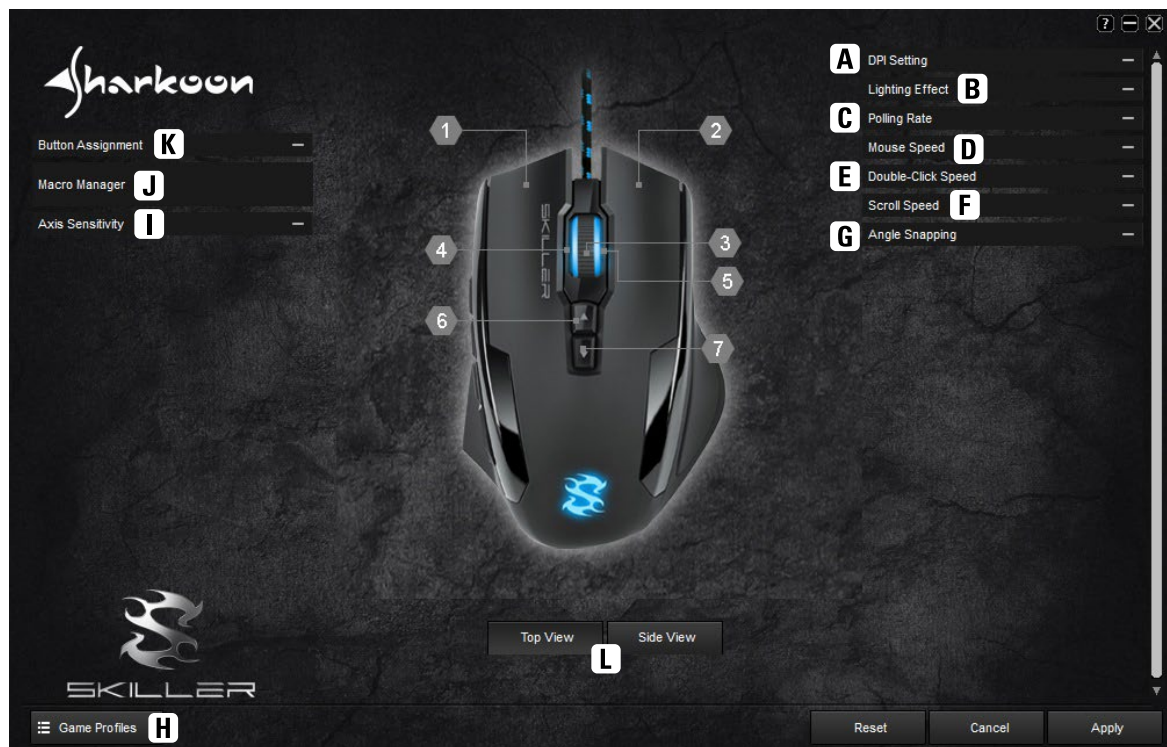 ?
Sharkoon
Button Assignment K
Macro Manager J
Axis Sensitivity I
A DPI Setting
Lighting Effect B
C Polling Rate
Mouse Speed D
E Double-Click Speed
Scroll Speed F
G Angle Snapping
1
2
3
4
5
6
7
SKILLER
Top View
Side View
L
SKILLER
Game Profiles H
Reset
Cancel
Apply